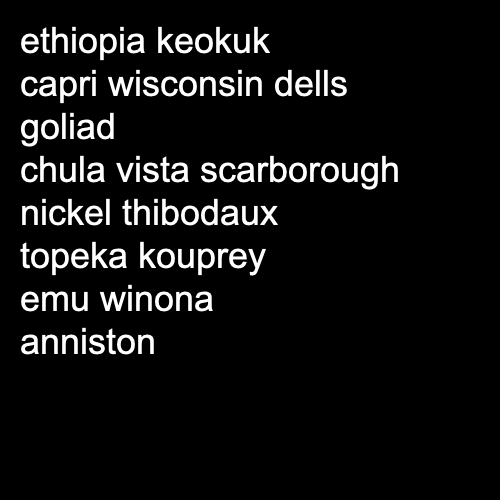 ethiopia keokuk
capri wisconsin dells
goliad
chula vista scarborough
nickel thibodaux
topeka kouprey
emu winona
anniston